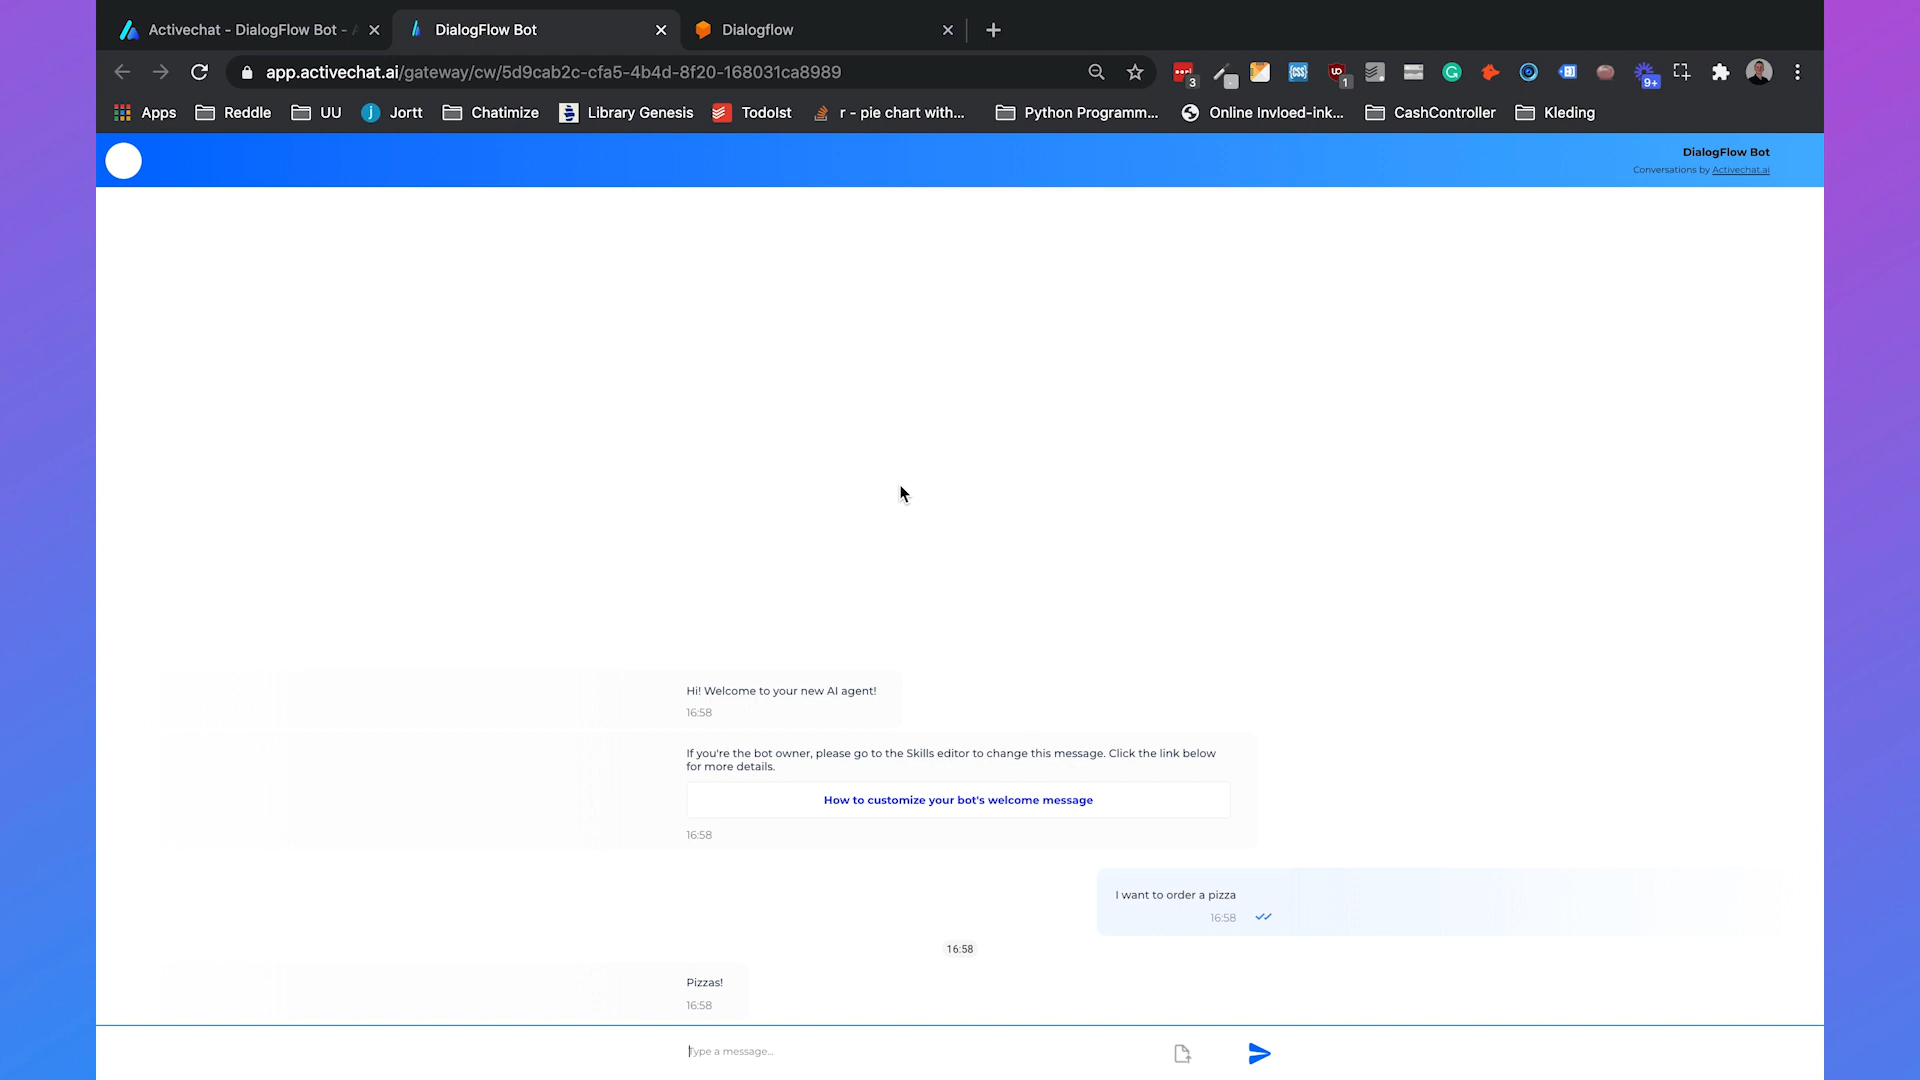 Activechat - DialogFlow Bot -
DialogFlow Bot
Dialogflow
app.activechat.ai/gateway/cw/5d9cab2c-cfa5-4b4d-8f20-168031ca8989
3
1
9+
Apps
Reddle
UU
Jortt
Chatimize
Library Genesis
TodoIst
r - pie chart with...
Python Programm...
Online Invloed-ink...
CashController
Kleding
DialogFlow Bot
Conversations by Activechat.ai
Hi! Welcome to your new AI agent!
16:58
If you're the bot owner, please go to the Skills editor to change this message. Click the link below
for more details.
How to customize your bot's welcome message
16:58
I want to order a pizza
16:58
16:58
Pizzas!
16:58
Type a message...